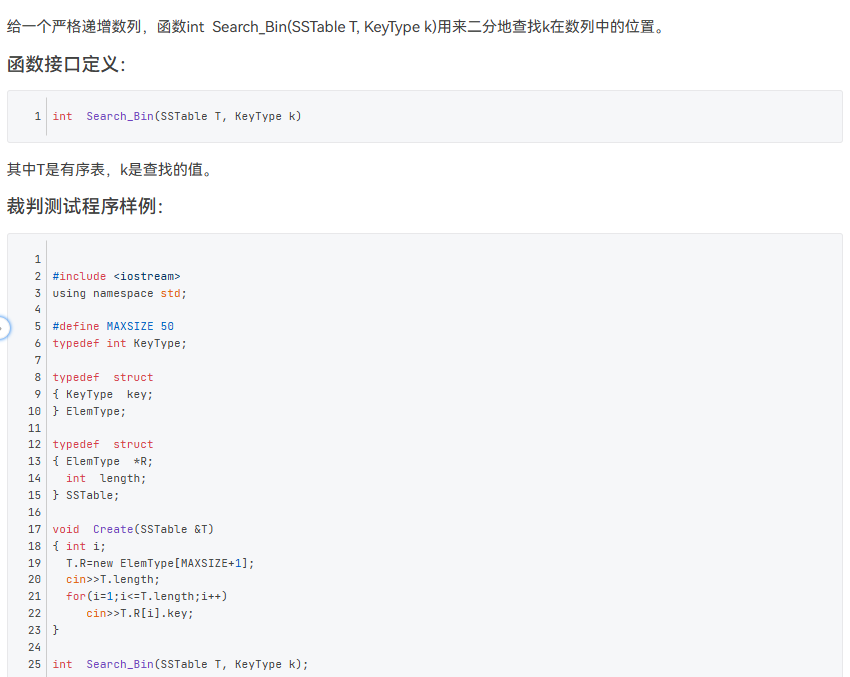 给一个严格递增数列，函数int Search_Bin(SSTable T, KeyType k)用来二分地查找k在数列中的位置。
函数接口定义：
1 int  Search_Bin(SSTable T, KeyType k)
其中T是有序表，k是查找的值。
裁判测试程序样例：
1
2 #include <iostream>
3 using namespace std;
4
5 #define MAXSIZE 50
6 typedef int KeyType;
7
8 typedef  struct
9 { KeyType  key;
10 } ElemType;
11
12 typedef  struct
13 { ElemType  *R;
14   int  length;
15 } SSTable;
16
17 void  Create(SSTable &T)
18 { int i;
19   T.R=new ElemType[MAXSIZE+1];
20   cin>>T.length;
21   for(i=1;i<=T.length;i++)
22      cin>>T.R[i].key;
23 }
24
25 int  Search_Bin(SSTable T, KeyType k);